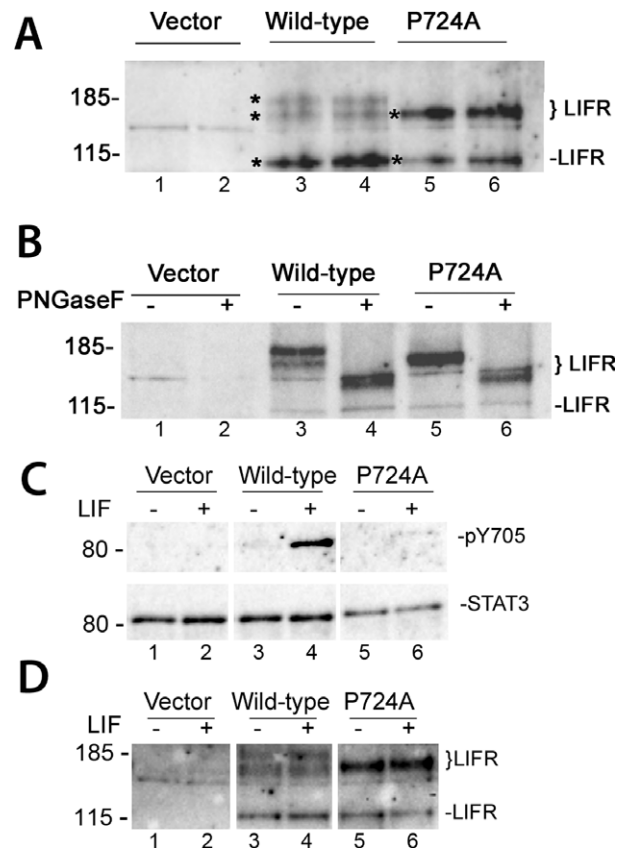 A
Vector Wild-type P724A
185-
* * * *
} LIFR
115-
* *
-LIFR
1 2 3 4 5 6
B
Vector Wild-type P724A
PNGaseF - + - + - +
185-
} LIFR
115-
-LIFR
1 2 3 4 5 6
C
Vector Wild-type P724A
LIF - + - + - +
80 -
-pY705
80 -
-STAT3
1 2 3 4 5 6
D
Vector Wild-type P724A
LIF - + - + - +
185 -
}LIFR
115 -
-LIFR
1 2 3 4 5 6